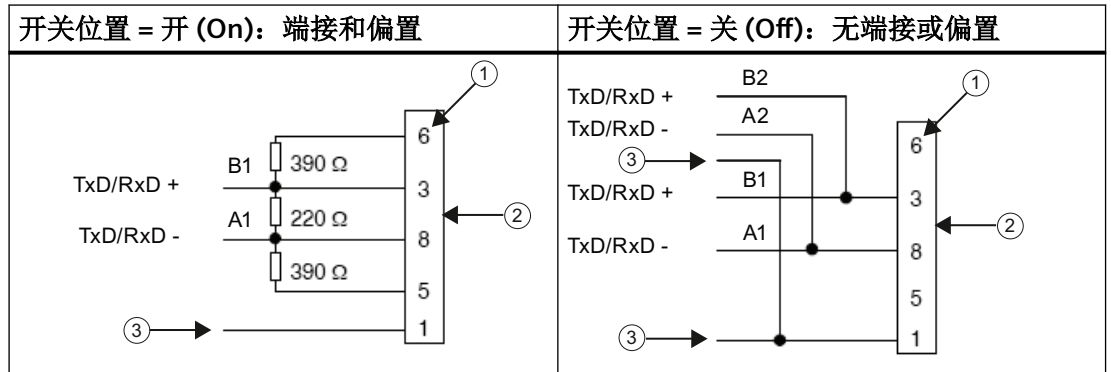 开关位置 = 开 (On)：端接和偏置
①
6
390 Ω
B1
TxD/RxD +
3
220 Ω
②
A1
TxD/RxD -
8
390 Ω
5
③
1
开关位置 = 关 (Off)：无端接或偏置
B2
TxD/RxD +
①
A2
TxD/RxD -
6
③
B1
TxD/RxD +
3
②
A1
TxD/RxD -
8
5
③
1